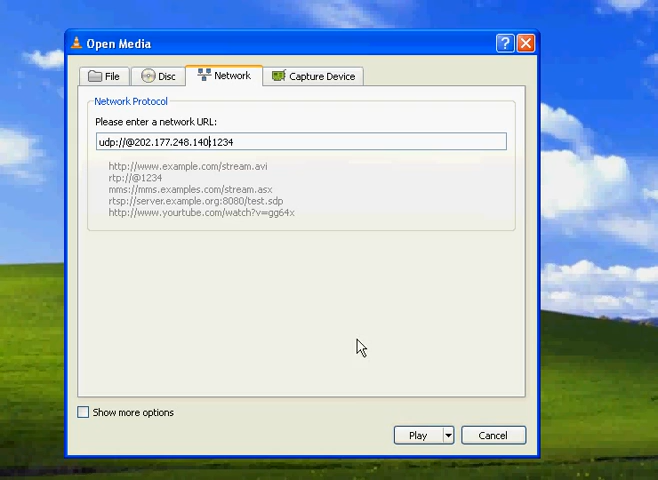 Open Media
File Disc Network Capture Device
Network Protocol
Please enter a network URL:
udp://@202.177.248.140:1234
http://www.example.com/stream.avi
rtp://@1234
mms://mms.examples.com/stream.asx
rtsp://server.example.org:8080/test.sdp
http://www.yourtube.com/watch?v=gg64x
Show more options
Play Cancel